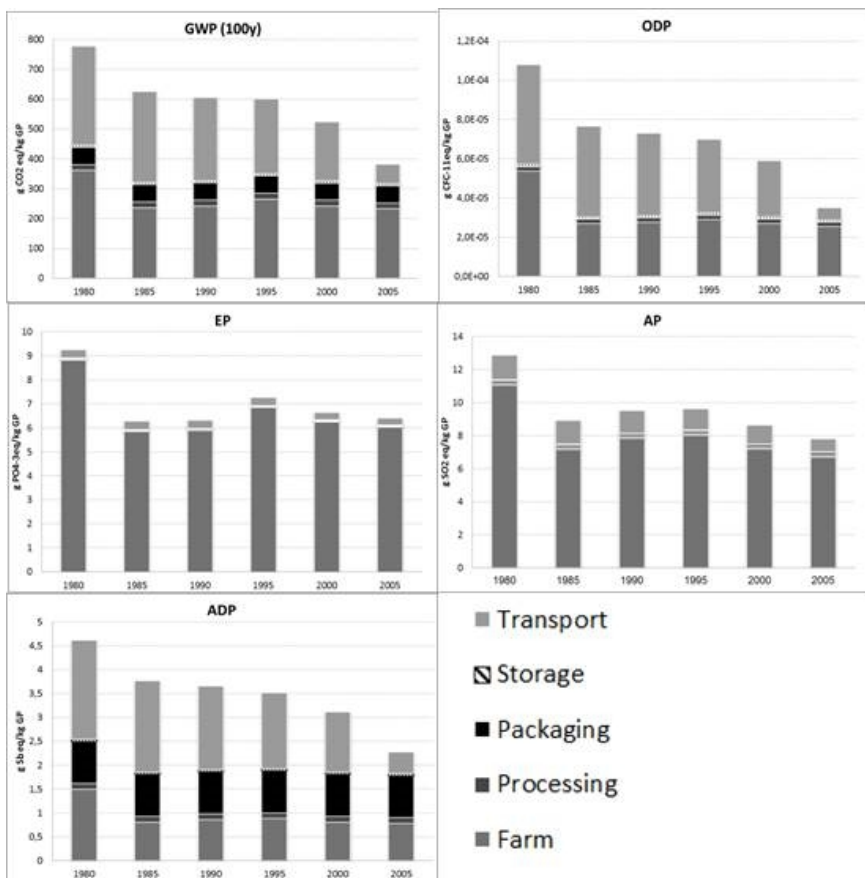 GWP (100y)
800
700
600
500
400
300
200
100
0
g CO2 eq/kg GP
1980 1985 1990 1995 2000 2005
ODP
1,2E-04
1,0E-04
8,0E-05
6,0E-05
4,0E-05
2,0E-05
0,0E+00
g CFC-11eq/kg GP
1980 1985 1990 1995 2000 2005
EP
10
9
8
7
6
5
4
3
2
1
0
g PO4-3eq/kg GP
1980 1985 1990 1995 2000 2005
AP
14
12
10
8
6
4
2
0
g SO2 eq/kg GP
1980 1985 1990 1995 2000 2005
ADP
5
4,5
4
3,5
3
2,5
2
1,5
1
0,5
0
g Sb eq/kg GP
1980 1985 1990 1995 2000 2005
Transport
Storage
Packaging
Processing
Farm